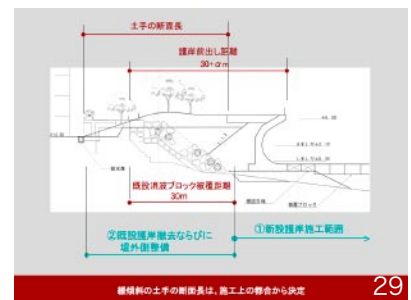 土手の断面長
護岸前出し距離
30+αm
既設消波ブロック被覆距離
30m
②既設護岸撤去ならびに
堤外側整備
①新設護岸施工範囲
緩傾斜の土手の断面長は、施工上の都合から決定
29